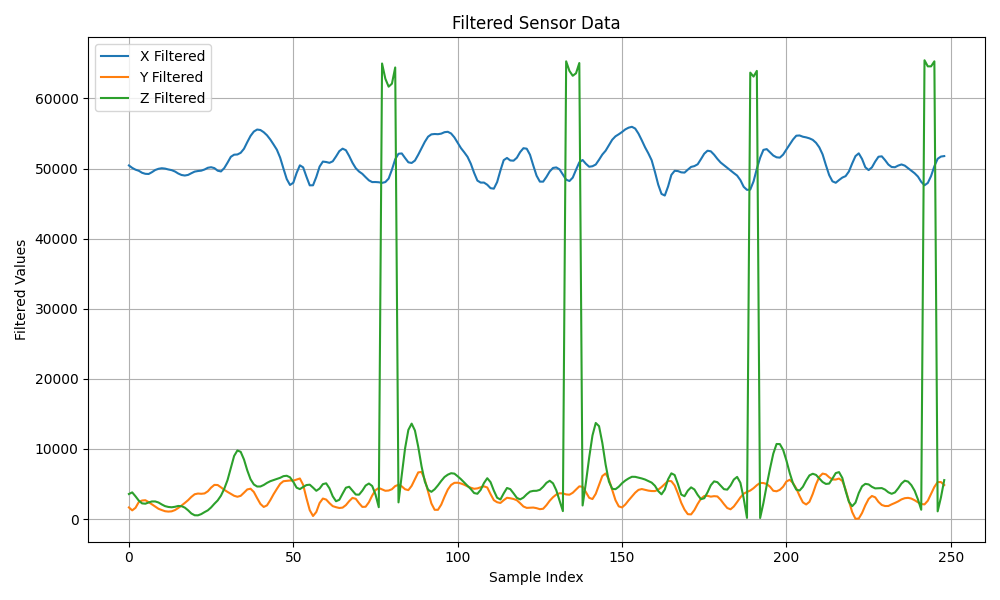 Filtered Sensor Data
X Filtered
Y Filtered
Z Filtered
Filtered Values
60000
50000
40000
30000
20000
10000
0
0 50 100 150 200 250
Sample Index